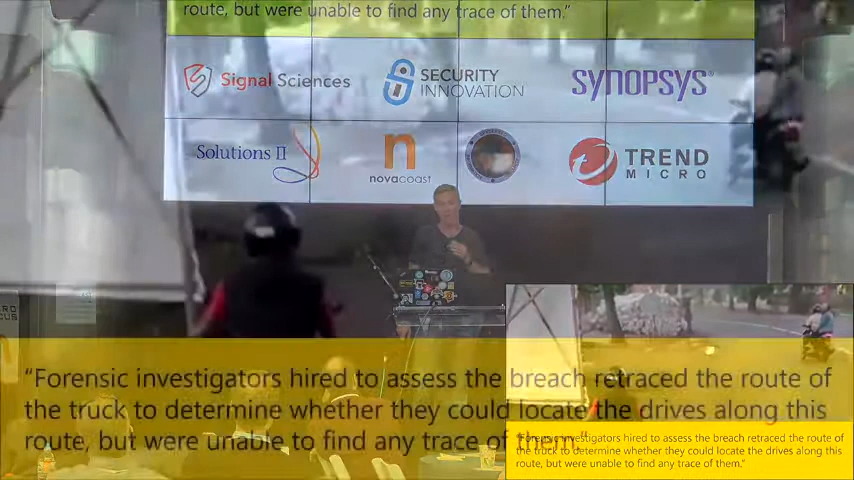 route, but were unable to find any trace of them.”
Signal Sciences
SECURITY INNOVATION
SYNOPSYS®
Solutions II
novacoast
TREND MICRO
“Forensic investigators hired to assess the breach retraced the route of
the truck to determine whether they could locate the drives along this
route, but were unable to find any trace of them.”
“Forensic investigators hired to assess the breach retraced the route of
the truck to determine whether they could locate the drives along this
route, but were unable to find any trace of them.”